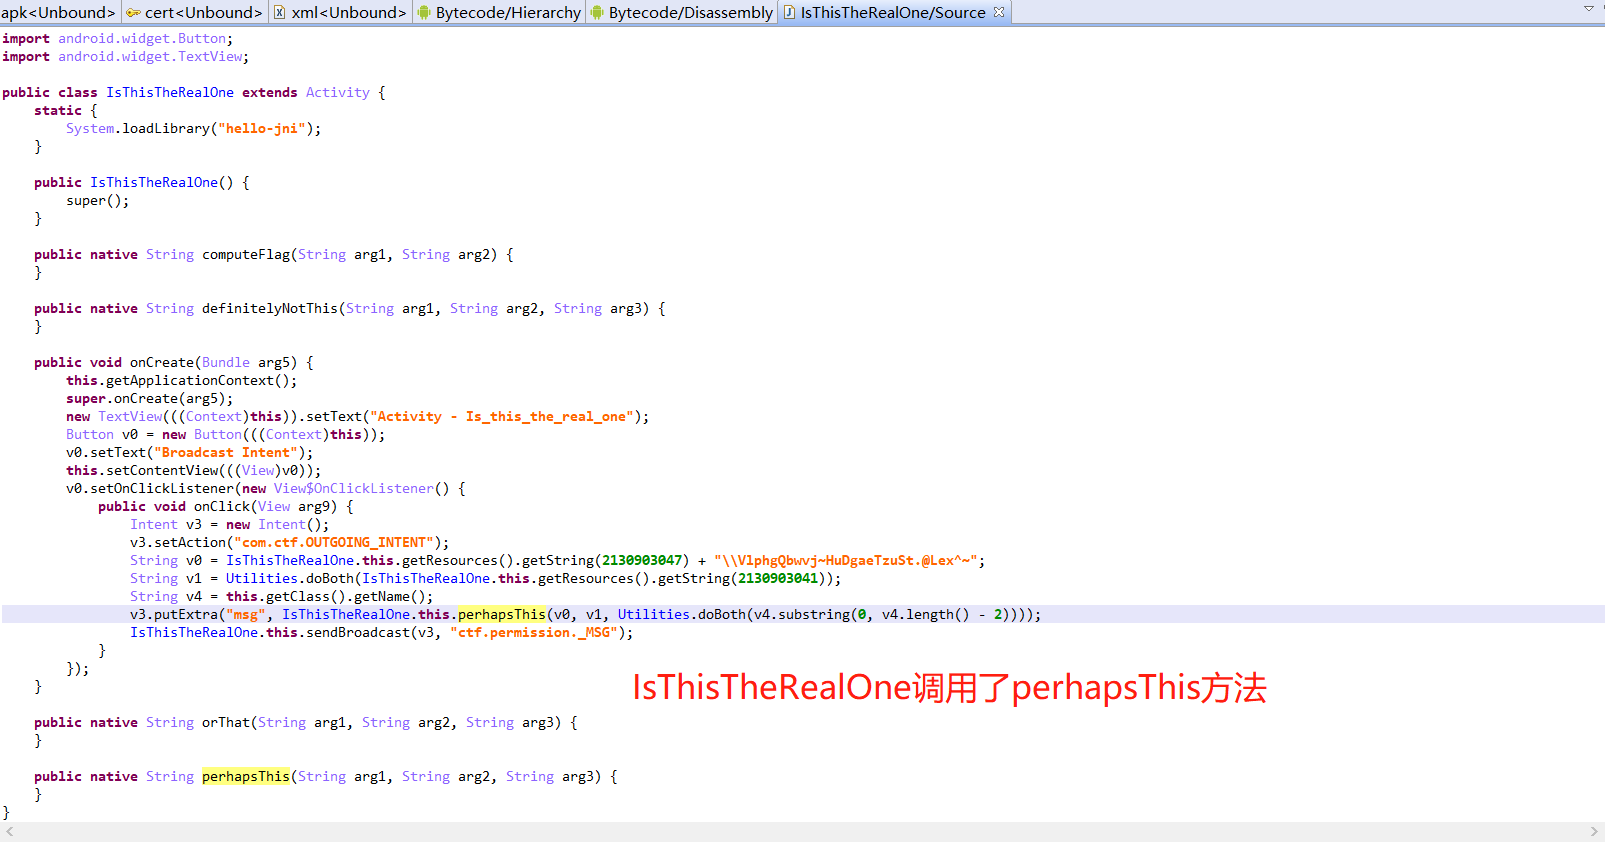 apk<Unbound> cert<Unbound> xml<Unbound> Bytecode/Hierarchy Bytecode/Disassembly IsThisTheRealOne/Source
import android.widget.Button;
import android.widget.TextView;
public class IsThisTheRealOne extends Activity {
static {
System.loadLibrary("hello-jni");
}
public IsThisTheRealOne() {
super();
}
public native String computeFlag(String arg1, String arg2) {
}
public native String definitelyNotThis(String arg1, String arg2, String arg3) {
}
public void onCreate(Bundle arg5) {
this.getApplicationContext();
super.onCreate(arg5);
new TextView(((Context)this)).setText("Activity - Is_this_the_real_one");
Button v0 = new Button(((Context)this));
v0.setText("Broadcast Intent");
this.setContentView(((View)v0));
v0.setOnClickListener(new View$OnClickListener() {
public void onClick(View arg9) {
Intent v3 = new Intent();
v3.setAction("com.ctf.OUTGOING_INTENT");
String v0 = IsThisTheRealOne.this.getResources().getString(2130903047) + "\\VlphgQbwvj~HuDgaeTzuSt.@Lex^~";
String v1 = Utilities.doBoth(IsThisTheRealOne.this.getResources().getString(2130903041));
String v4 = this.getClass().getName();
v3.putExtra("msg", IsThisTheRealOne.this.perhapsThis(v0, v1, Utilities.doBoth(v4.substring(0, v4.length() - 2))));
IsThisTheRealOne.this.sendBroadcast(v3, "ctf.permission._MSG");
}
});
}
IsThisTheRealOne调用了perhapsThis方法
public native String orThat(String arg1, String arg2, String arg3) {
}
public native String perhapsThis(String arg1, String arg2, String arg3) {
}
}